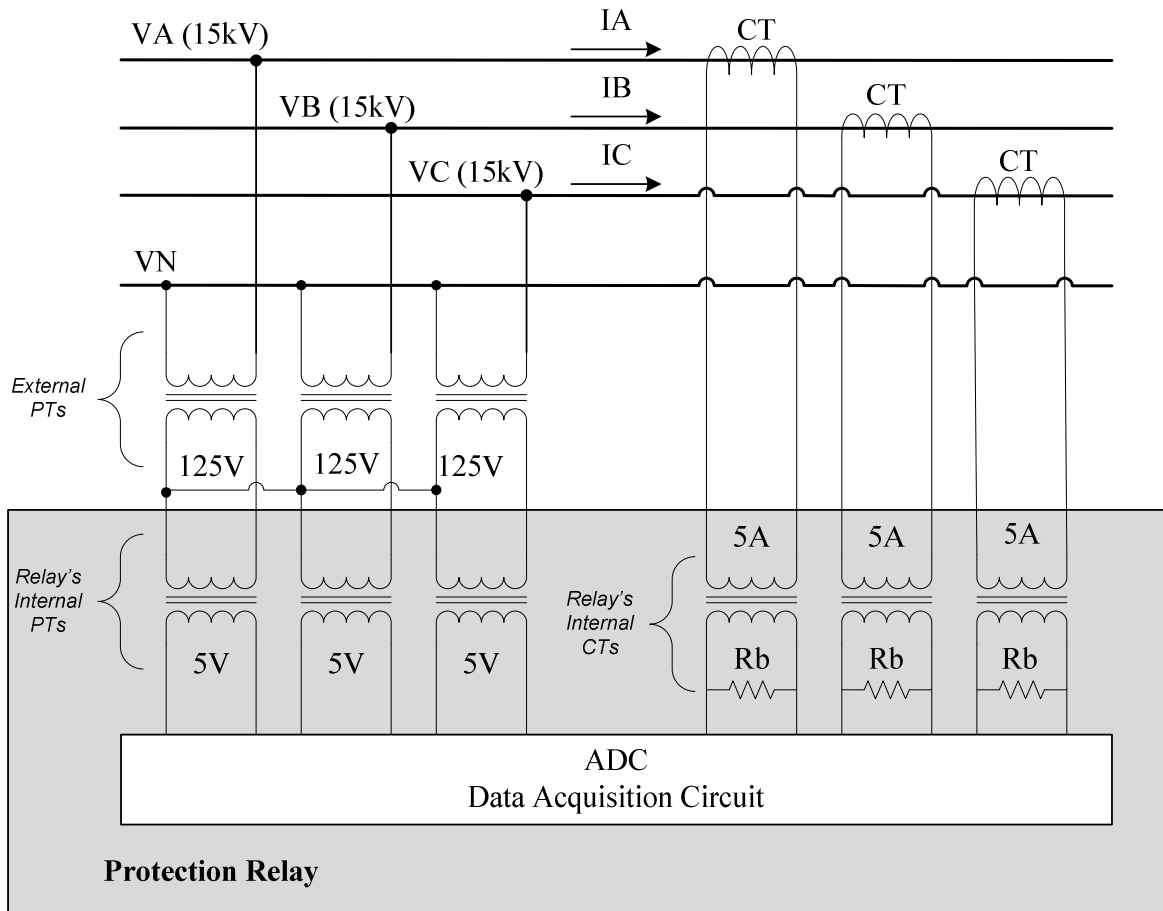 VA (15kV)
IA
CT
VB (15kV)
IB
CT
VC (15kV)
IC
CT
VN
External
PTs
125V
125V
125V
5A
5A
5A
Relay's
Internal
PTs
Relay's
Internal
CTs
5V
5V
5V
Rb
Rb
Rb
ADC
Data Acquisition Circuit
Protection Relay